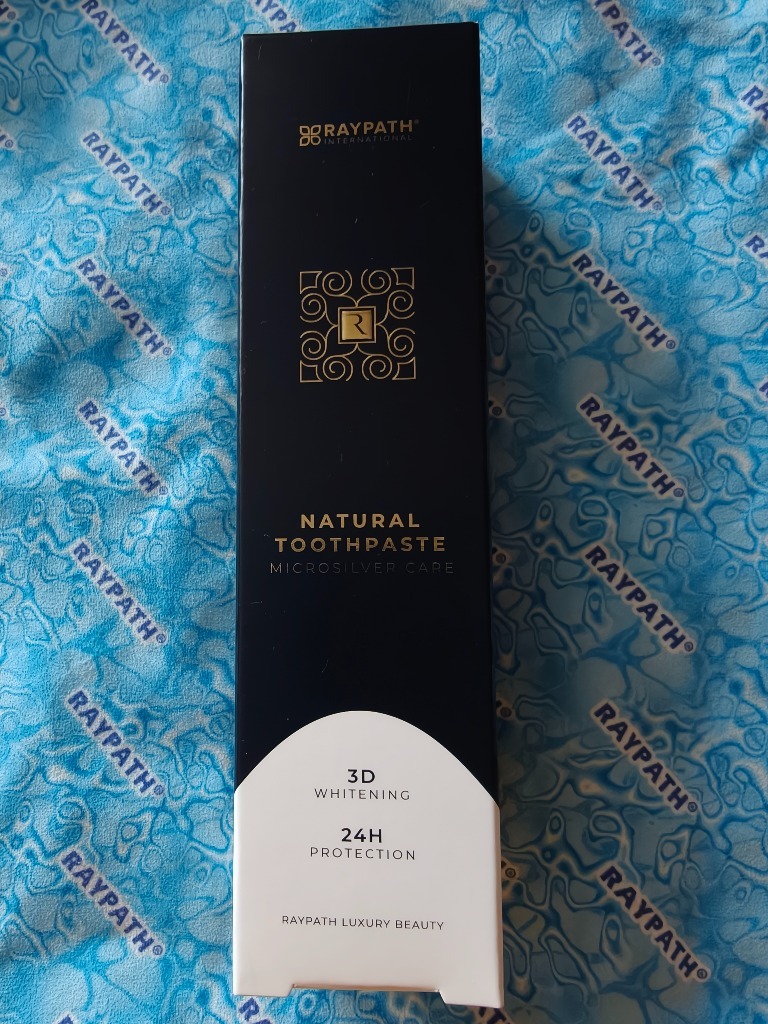 RAYPATH®
INTERNATIONAL
R
NATURAL
TOOTHPASTE
MICROSILVER CARE
3D
WHITENING
24H
PROTECTION
RAYPATH LUXURY BEAUTY
RAYPATH®
RAYPATH®
RAYPATH®
RAYPATH®
RAYPATH®
RAYPATH®
RAYPATH®
RAYPATH®
RAYPATH®
RAYPATH®
RAYPATH®
RAYPATH®
RAYPATH®